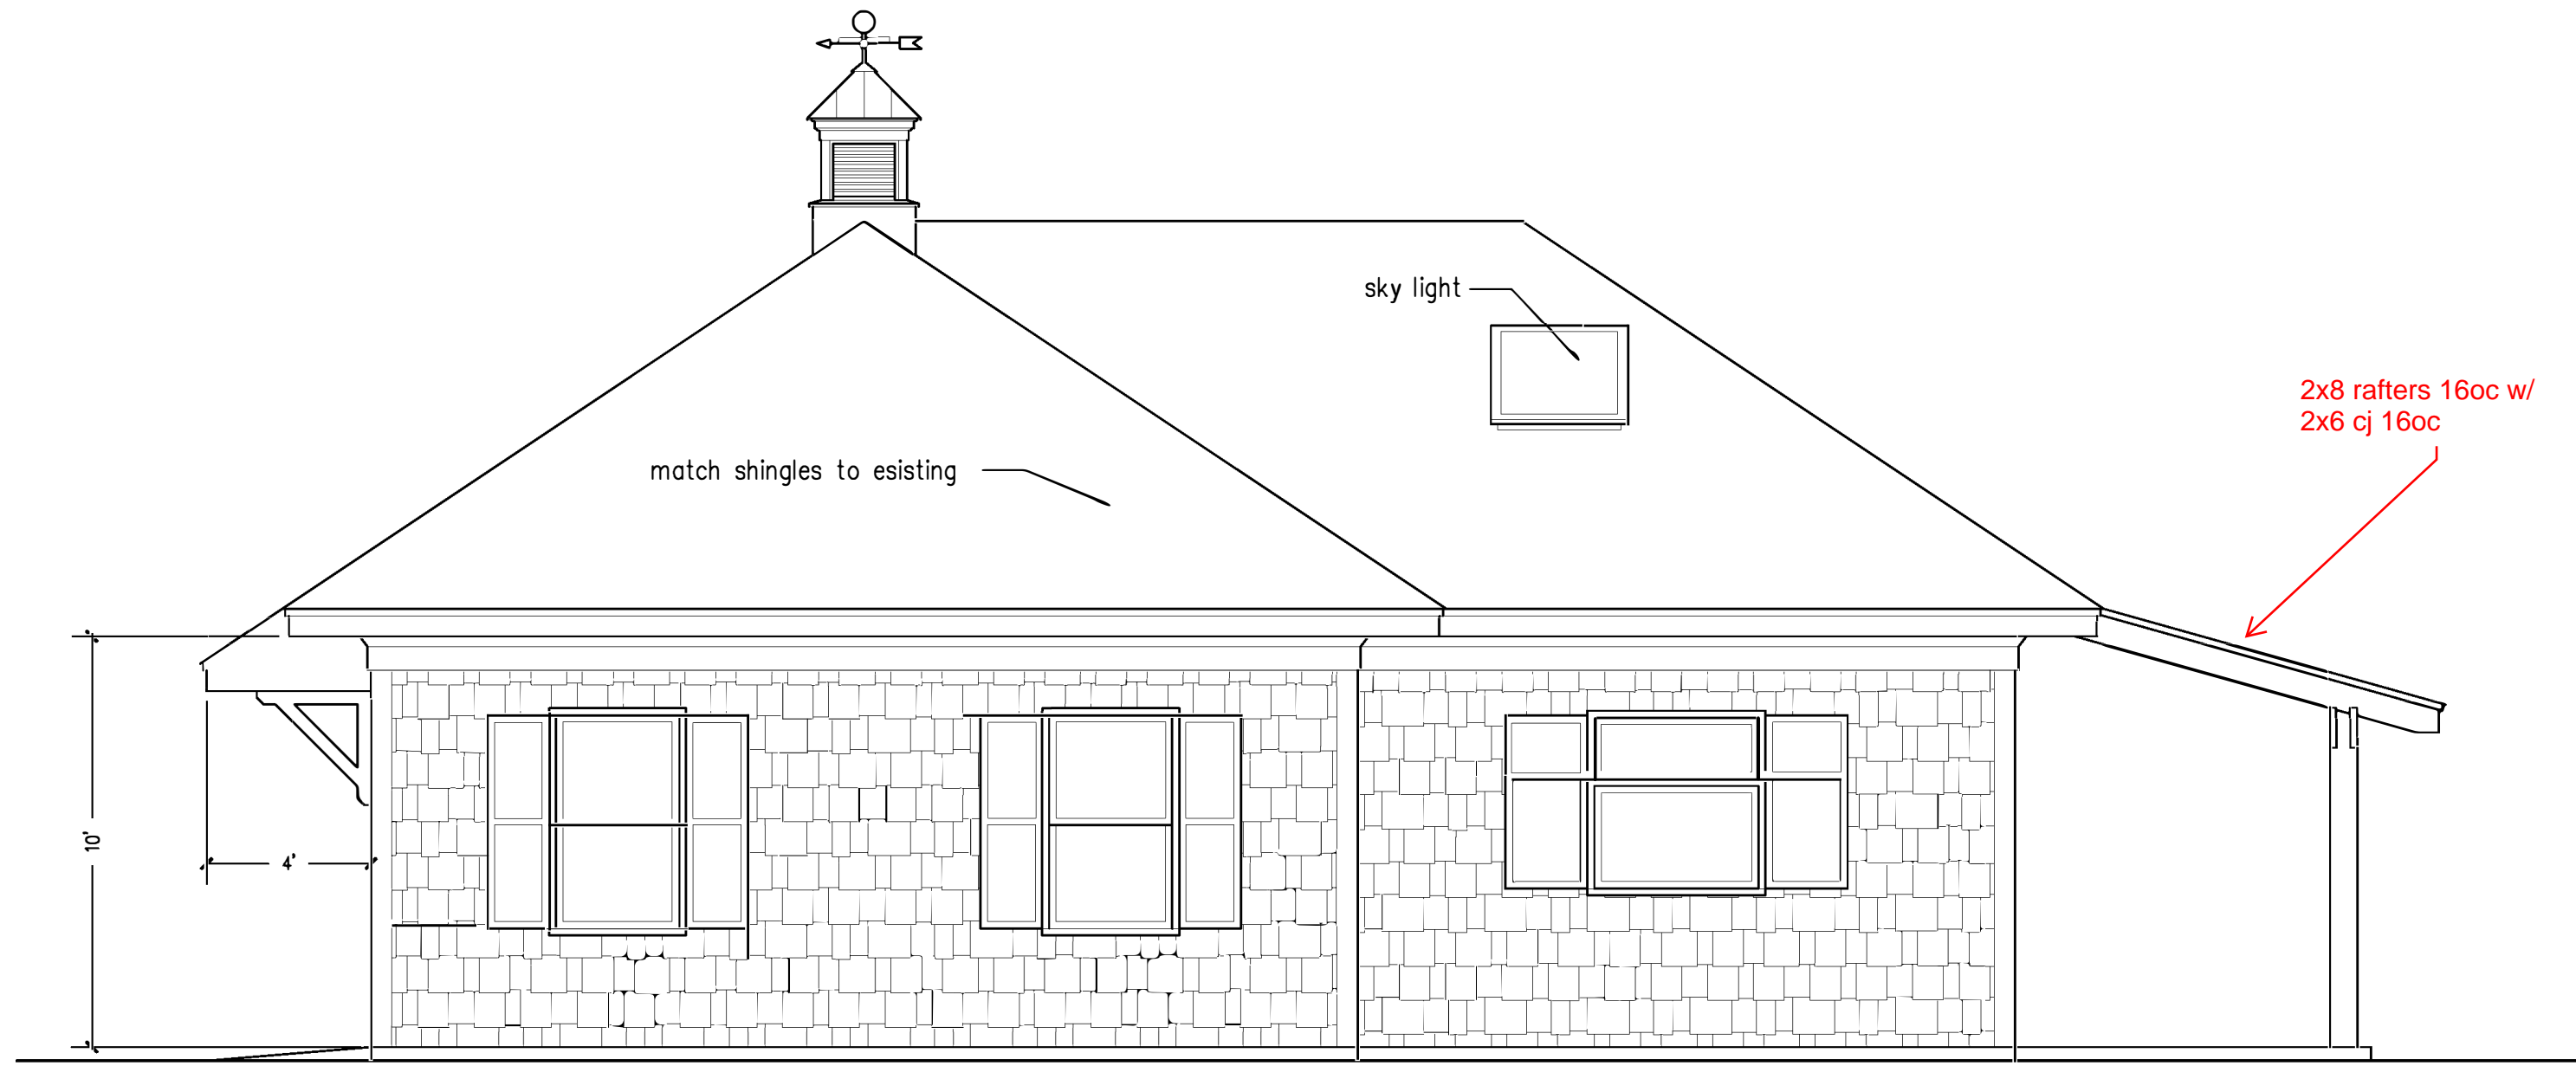 sky light
2x8 rafters 16oc w/
2x6 cj 16oc
match shingles to esisting
10'
4'